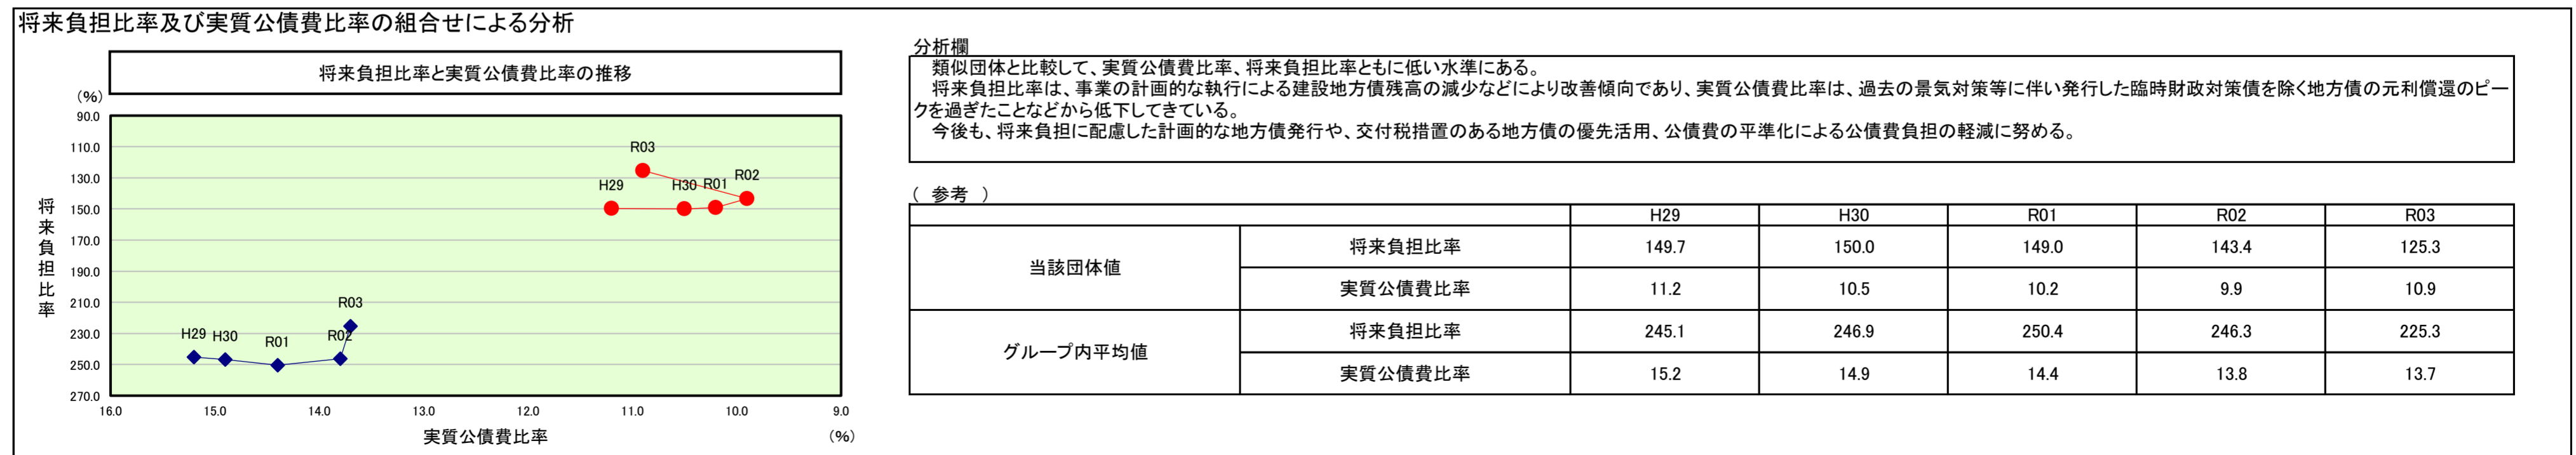 将来負担比率及び実質公債費比率の組合せによる分析
将来負担比率と実質公債費比率の推移
(%)
90.0
110.0
130.0
150.0
170.0
190.0
210.0
230.0
250.0
270.0
将来負担比率
R03
R02
H29
H30
R01
R03
H29
H30
R01
R02
16.0 15.0 14.0 13.0 12.0 11.0 10.0 9.0
実質公債費比率
(%)
分析欄
類似団体と比較して、実質公債費比率、将来負担比率ともに低い水準にある。
将来負担比率は、事業の計画的な執行による建設地方債残高の減少などにより改善傾向であり、実質公債費比率は、過去の景気対策等に伴い発行した臨時財政対策債を除く地方債の元利償還のピー
クを過ぎたことなどから低下してきている。
今後も、将来負担に配慮した計画的な地方債発行や、交付税措置のある地方債の優先活用、公債費の平準化による公債費負担の軽減に努める。
( 参考 )
H29 H30 R01 R02 R03
当該団体値
将来負担比率 149.7 150.0 149.0 143.4 125.3
実質公債費比率 11.2 10.5 10.2 9.9 10.9
グループ内平均値
将来負担比率 245.1 246.9 250.4 246.3 225.3
実質公債費比率 15.2 14.9 14.4 13.8 13.7